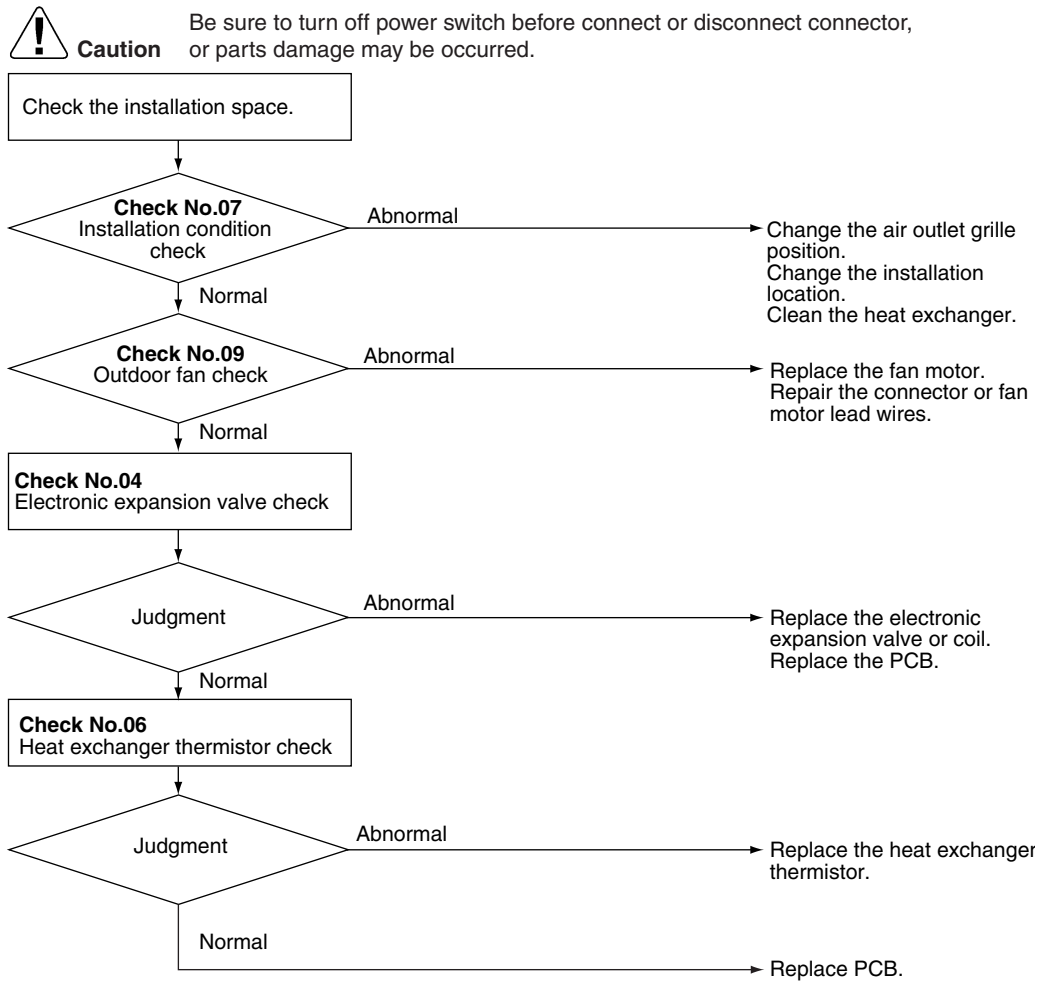 Be sure to turn off power switch before connect or disconnect connector,
Caution or parts damage may be occurred.
Check the installation space.
Check No.07
Installation condition
check
Abnormal
Change the air outlet grille
position.
Change the installation
location.
Clean the heat exchanger.
Normal
Check No.09
Outdoor fan check
Abnormal
Replace the fan motor.
Repair the connector or fan
motor lead wires.
Normal
Check No.04
Electronic expansion valve check
Judgment
Abnormal
Replace the electronic
expansion valve or coil.
Replace the PCB.
Normal
Check No.06
Heat exchanger thermistor check
Judgment
Abnormal
Replace the heat exchanger
thermistor.
Normal
Replace PCB.